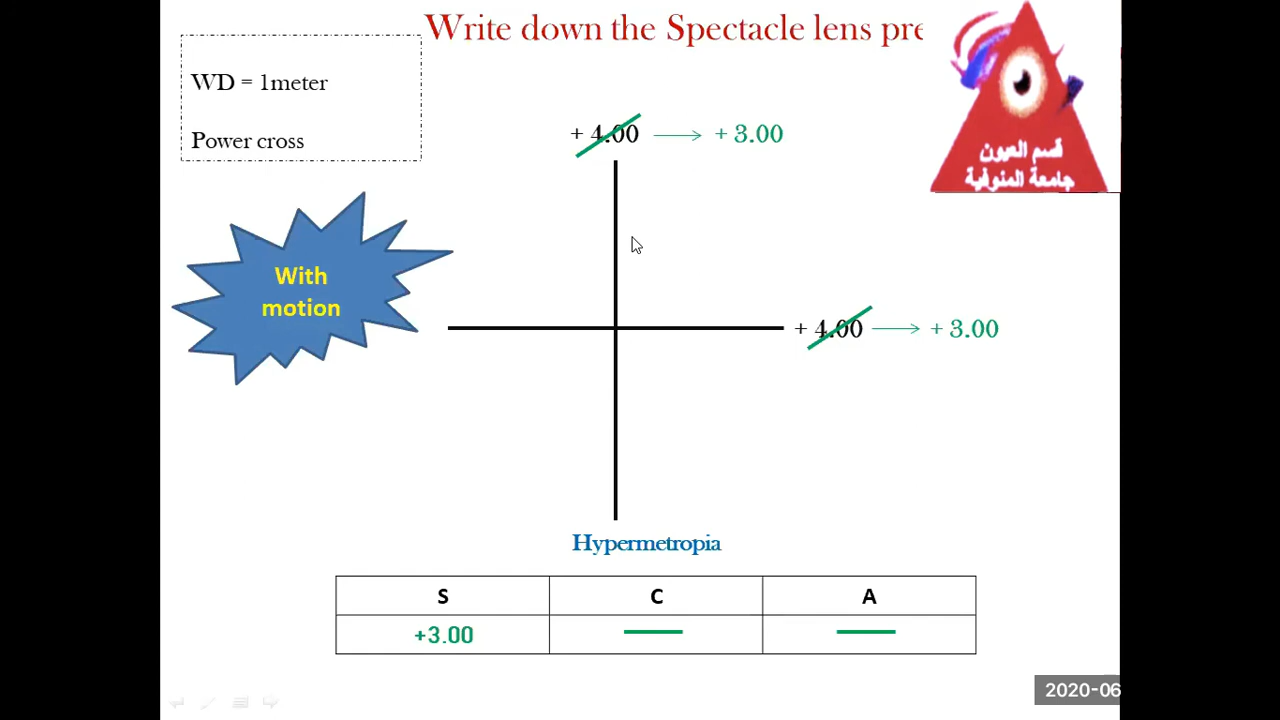 Write down the Spectacle lens pre
WD = 1meter
Power cross
+ 4.00 → + 3.00
قسم العيون
جامعة المنوفية
With
motion
+ 4.00 → + 3.00
Hypermetropia
S C A
+3.00 — —
2020-06